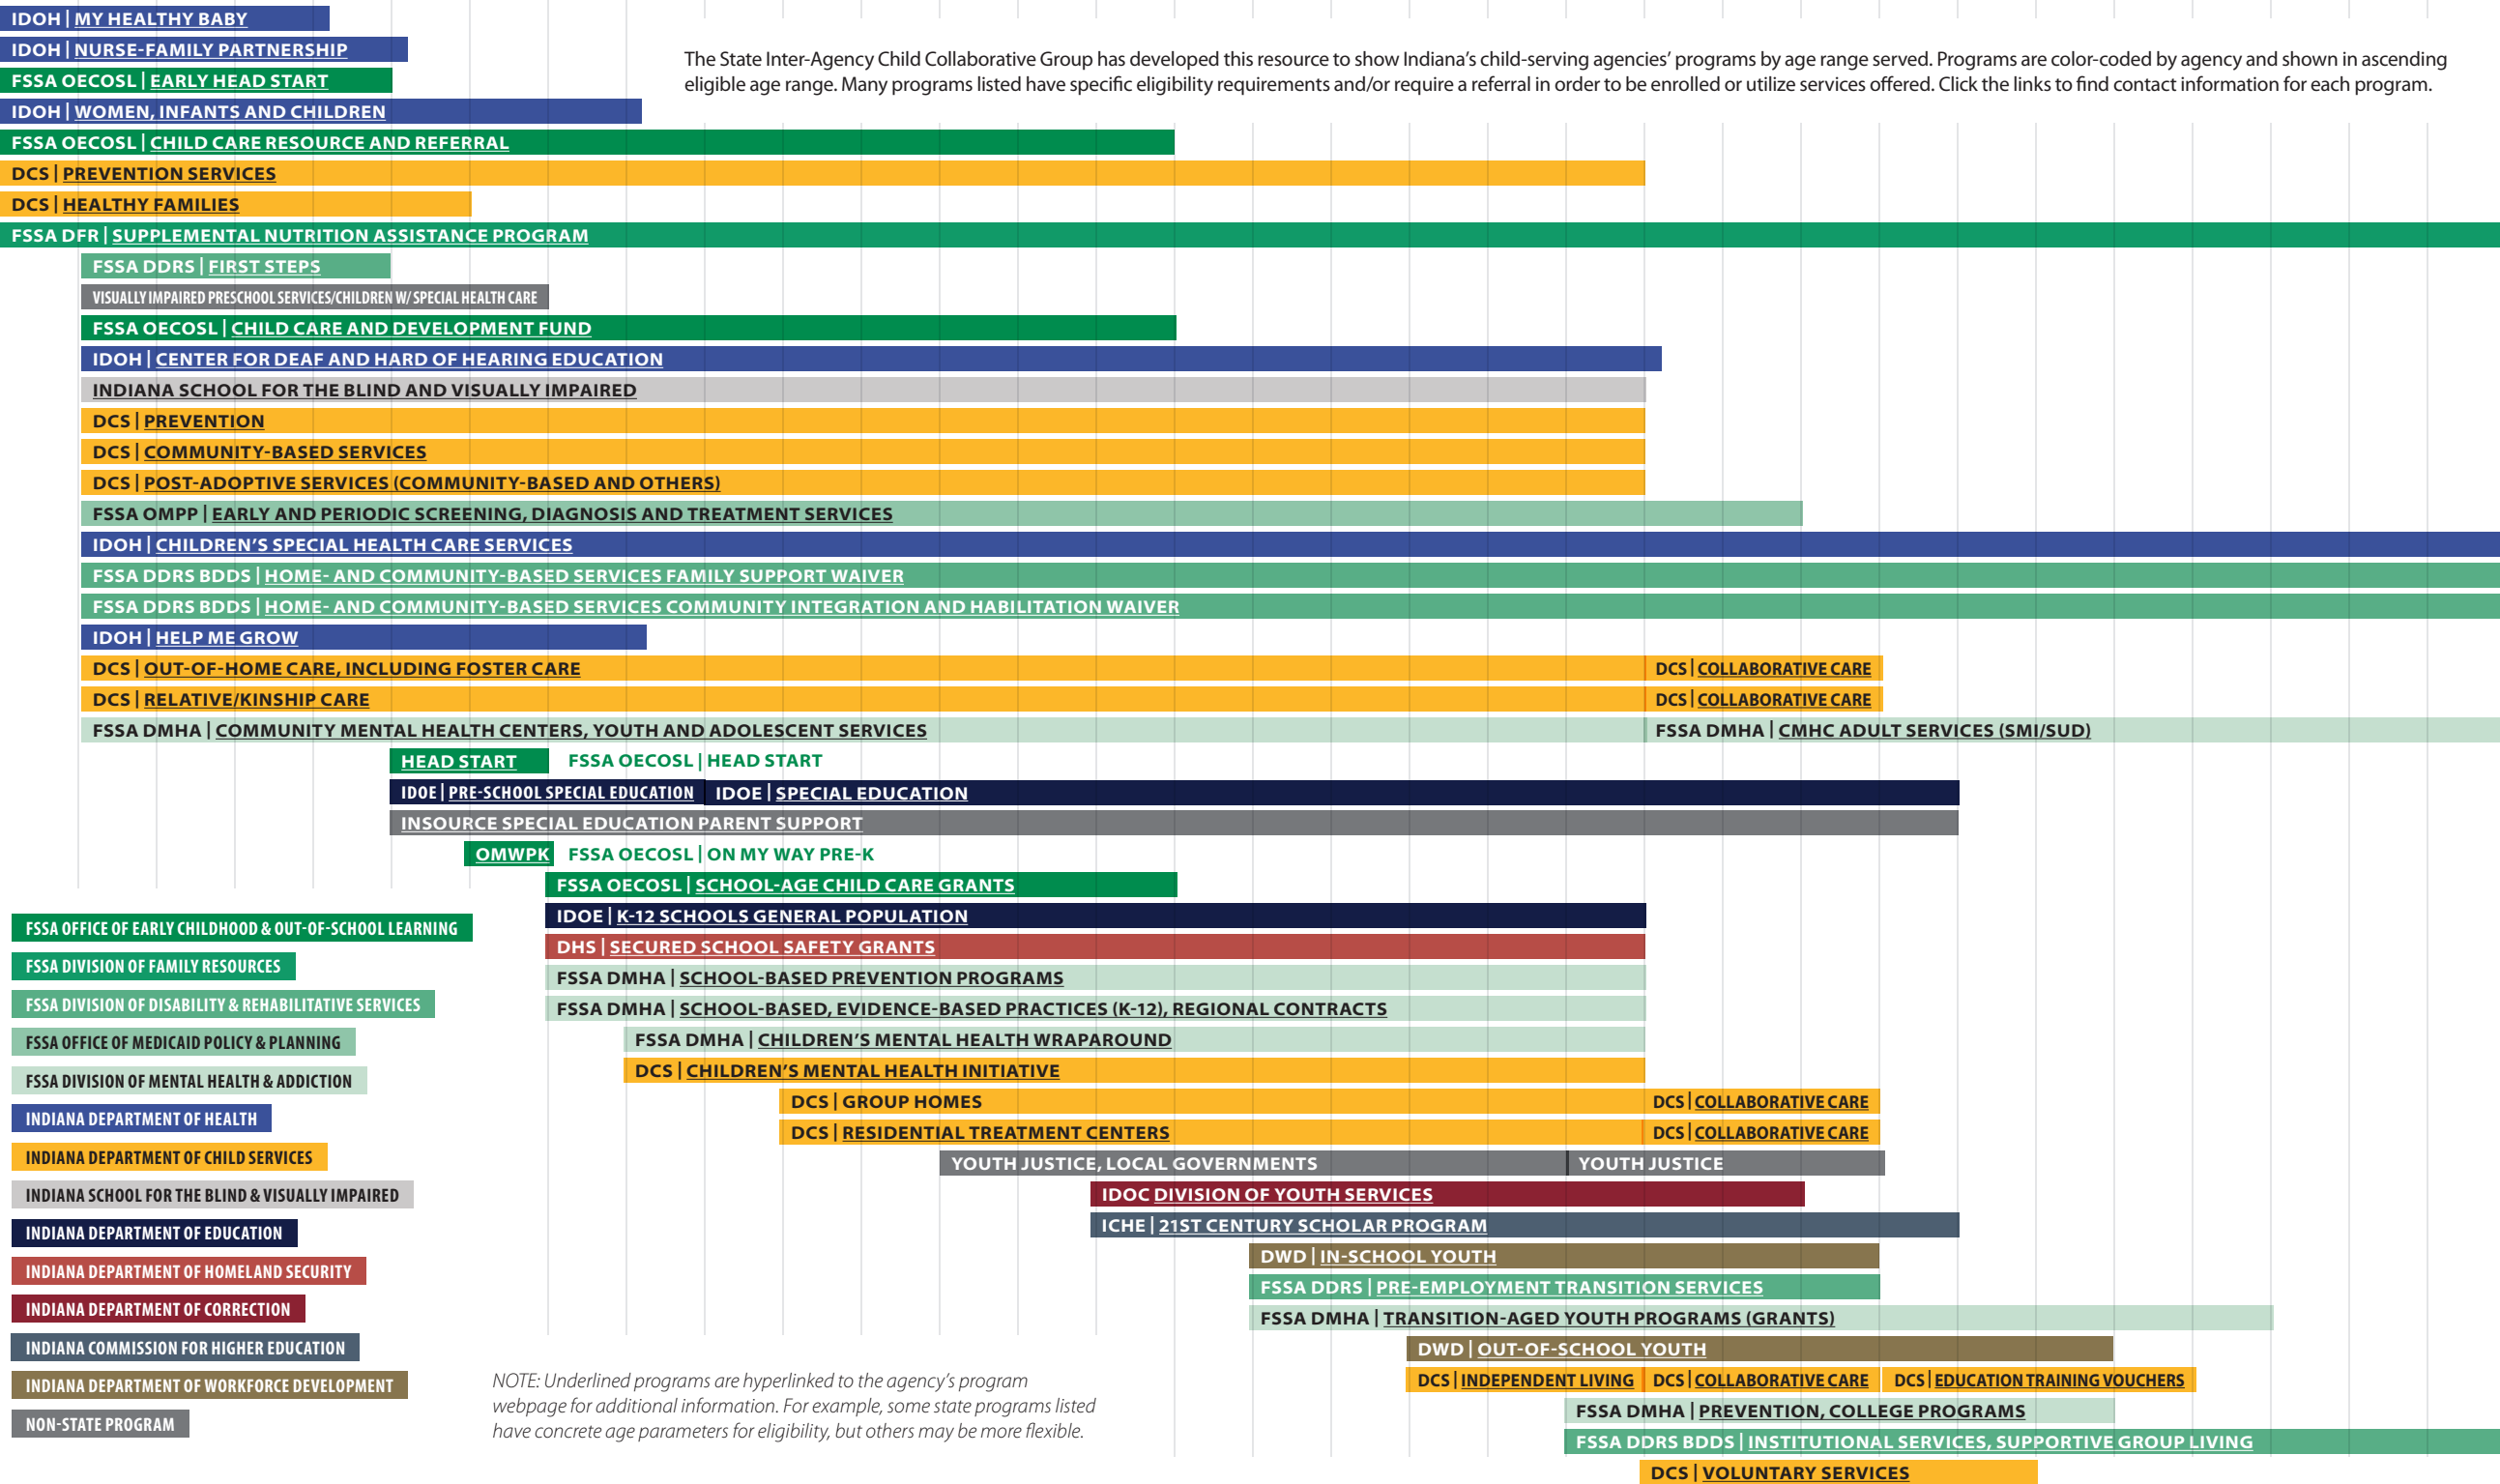 IDOH | MY HEALTHY BABY
IDOH | NURSE-FAMILY PARTNERSHIP
The State Inter-Agency Child Collaborative Group has developed this resource to show Indiana's child-serving agencies' programs by age range served. Programs are color-coded by agency and shown in ascending
eligible age range. Many programs listed have specific eligibility requirements and/or require a referral in order to be enrolled or utilize services offered. Click the links to find contact information for each program.
FSSA OECOSL | EARLY HEAD START
IDOH | WOMEN, INFANTS AND CHILDREN
FSSA OECOSL | CHILD CARE RESOURCE AND REFERRAL
DCS | PREVENTION SERVICES
DCS | HEALTHY FAMILIES
FSSA DFR | SUPPLEMENTAL NUTRITION ASSISTANCE PROGRAM
FSSA DDRS | FIRST STEPS
VISUALLY IMPAIRED PRESCHOOL SERVICES/CHILDREN W/ SPECIAL HEALTH CARE
FSSA OECOSL | CHILD CARE AND DEVELOPMENT FUND
IDOH | CENTER FOR DEAF AND HARD OF HEARING EDUCATION
INDIANA SCHOOL FOR THE BLIND AND VISUALLY IMPAIRED
DCS | PREVENTION
DCS | COMMUNITY-BASED SERVICES
DCS | POST-ADOPTIVE SERVICES (COMMUNITY-BASED AND OTHERS)
FSSA OMPP | EARLY AND PERIODIC SCREENING, DIAGNOSIS AND TREATMENT SERVICES
IDOH | CHILDREN'S SPECIAL HEALTH CARE SERVICES
FSSA DDRS BDDS | HOME- AND COMMUNITY-BASED SERVICES FAMILY SUPPORT WAIVER
FSSA DDRS BDDS | HOME- AND COMMUNITY-BASED SERVICES COMMUNITY INTEGRATION AND HABILITATION WAIVER
IDOH | HELP ME GROW
DCS | OUT-OF-HOME CARE, INCLUDING FOSTER CARE DCS | COLLABORATIVE CARE
DCS | RELATIVE/KINSHIP CARE DCS | COLLABORATIVE CARE
FSSA DMHA | COMMUNITY MENTAL HEALTH CENTERS, YOUTH AND ADOLESCENT SERVICES FSSA DMHA | CMHC ADULT SERVICES (SMI/SUD)
HEAD START FSSA OECOSL | HEAD START
IDOE | PRE-SCHOOL SPECIAL EDUCATION IDOE | SPECIAL EDUCATION
INSOURCE SPECIAL EDUCATION PARENT SUPPORT
OMWPK FSSA OECOSL | ON MY WAY PRE-K
FSSA OECOSL | SCHOOL-AGE CHILD CARE GRANTS
IDOE | K-12 SCHOOLS GENERAL POPULATION
DHS | SECURED SCHOOL SAFETY GRANTS
FSSA DMHA | SCHOOL-BASED PREVENTION PROGRAMS
FSSA DMHA | SCHOOL-BASED, EVIDENCE-BASED PRACTICES (K-12), REGIONAL CONTRACTS
FSSA DMHA | CHILDREN'S MENTAL HEALTH WRAPAROUND
DCS | CHILDREN'S MENTAL HEALTH INITIATIVE
DCS | GROUP HOMES DCS | COLLABORATIVE CARE
DCS | RESIDENTIAL TREATMENT CENTERS DCS | COLLABORATIVE CARE
YOUTH JUSTICE, LOCAL GOVERNMENTS YOUTH JUSTICE
IDOC DIVISION OF YOUTH SERVICES
ICHE | 21ST CENTURY SCHOLAR PROGRAM
DWD | IN-SCHOOL YOUTH
FSSA DDRS | PRE-EMPLOYMENT TRANSITION SERVICES
FSSA DMHA | TRANSITION-AGED YOUTH PROGRAMS (GRANTS)
DWD | OUT-OF-SCHOOL YOUTH
DCS | INDEPENDENT LIVING DCS | COLLABORATIVE CARE DCS | EDUCATION TRAINING VOUCHERS
FSSA DMHA | PREVENTION, COLLEGE PROGRAMS
FSSA DDRS BDDS | INSTITUTIONAL SERVICES, SUPPORTIVE GROUP LIVING
DCS | VOLUNTARY SERVICES
FSSA OFFICE OF EARLY CHILDHOOD & OUT-OF-SCHOOL LEARNING
FSSA DIVISION OF FAMILY RESOURCES
FSSA DIVISION OF DISABILITY & REHABILITATIVE SERVICES
FSSA OFFICE OF MEDICAID POLICY & PLANNING
FSSA DIVISION OF MENTAL HEALTH & ADDICTION
INDIANA DEPARTMENT OF HEALTH
INDIANA DEPARTMENT OF CHILD SERVICES
INDIANA SCHOOL FOR THE BLIND & VISUALLY IMPAIRED
INDIANA DEPARTMENT OF EDUCATION
INDIANA DEPARTMENT OF HOMELAND SECURITY
INDIANA DEPARTMENT OF CORRECTION
INDIANA COMMISSION FOR HIGHER EDUCATION
INDIANA DEPARTMENT OF WORKFORCE DEVELOPMENT
NON-STATE PROGRAM
NOTE: Underlined programs are hyperlinked to the agency's program
webpage for additional information. For example, some state programs listed
have concrete age parameters for eligibility, but others may be more flexible.